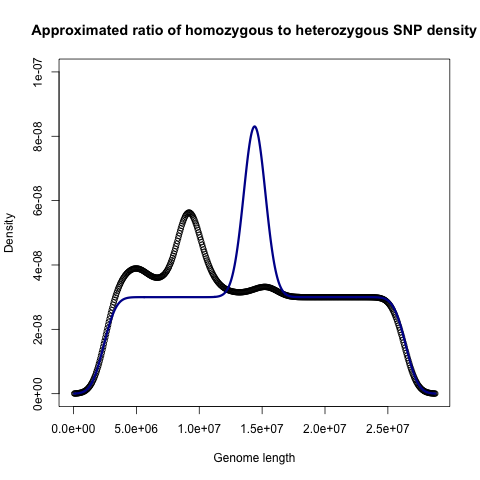 Approximated ratio of homozygous to heterozygous SNP density
1e-07
8e-08
6e-08
4e-08
2e-08
0e+00
Density
0.0e+00 5.0e+06 1.0e+07 1.5e+07 2.0e+07 2.5e+07
Genome length